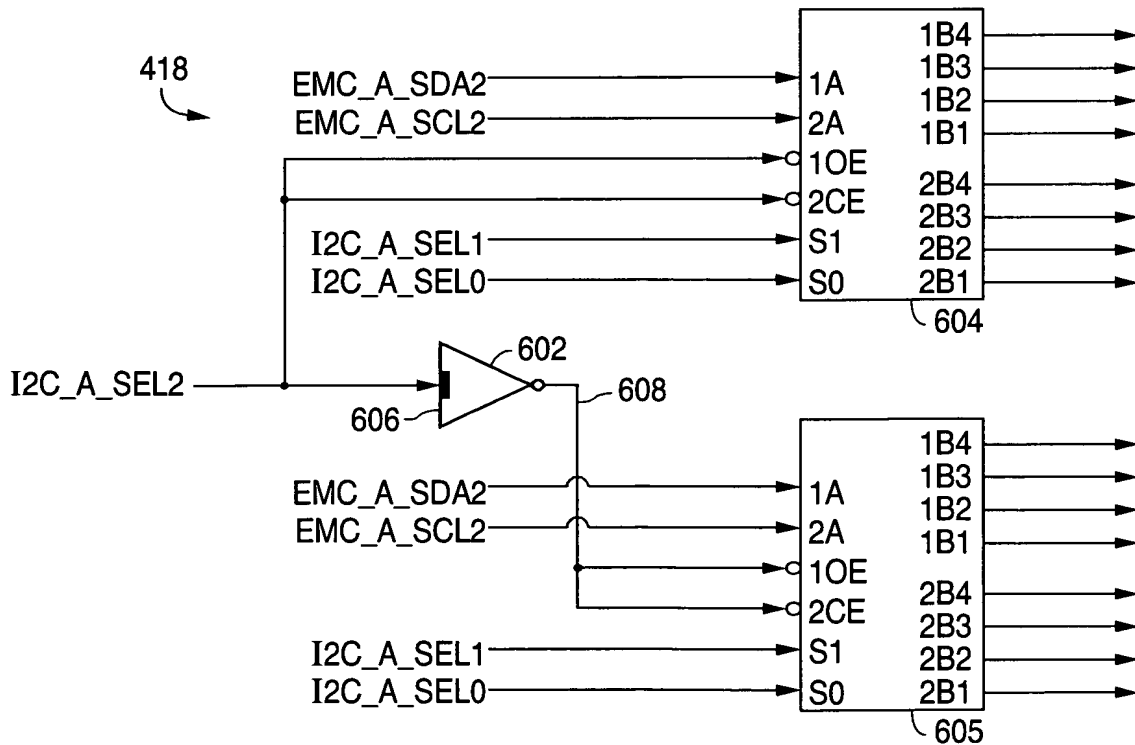 418
EMC_A_SDA2
EMC_A_SCL2
I2C_A_SEL1
I2C_A_SEL0
1A
2A
1OE
2CE
S1
S0
1B4
1B3
1B2
1B1
2B4
2B3
2B2
2B1
604
I2C_A_SEL2
602
606
608
EMC_A_SDA2
EMC_A_SCL2
I2C_A_SEL1
I2C_A_SEL0
1A
2A
1OE
2CE
S1
S0
1B4
1B3
1B2
1B1
2B4
2B3
2B2
2B1
605